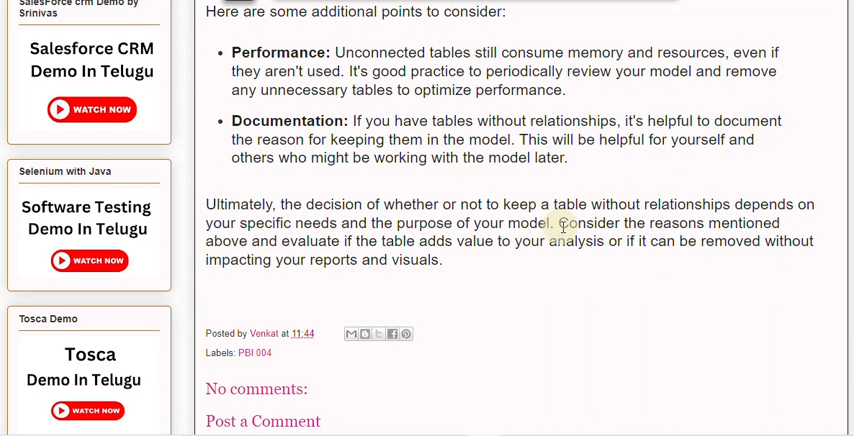 SalesForce crm Demo by
Srinivas
Salesforce CRM
Demo In Telugu
WATCH NOW
Selenium with Java
Software Testing
Demo In Telugu
WATCH NOW
Tosca Demo
Tosca
Demo In Telugu
WATCH NOW
Here are some additional points to consider:
• Performance: Unconnected tables still consume memory and resources, even if
they aren't used. It's good practice to periodically review your model and remove
any unnecessary tables to optimize performance.
• Documentation: If you have tables without relationships, it's helpful to document
the reason for keeping them in the model. This will be helpful for yourself and
others who might be working with the model later.
Ultimately, the decision of whether or not to keep a table without relationships depends on
your specific needs and the purpose of your model. Consider the reasons mentioned
above and evaluate if the table adds value to your analysis or if it can be removed without
impacting your reports and visuals.
Posted by Venkat at 11:44
Labels: PBI 004
No comments:
Post a Comment